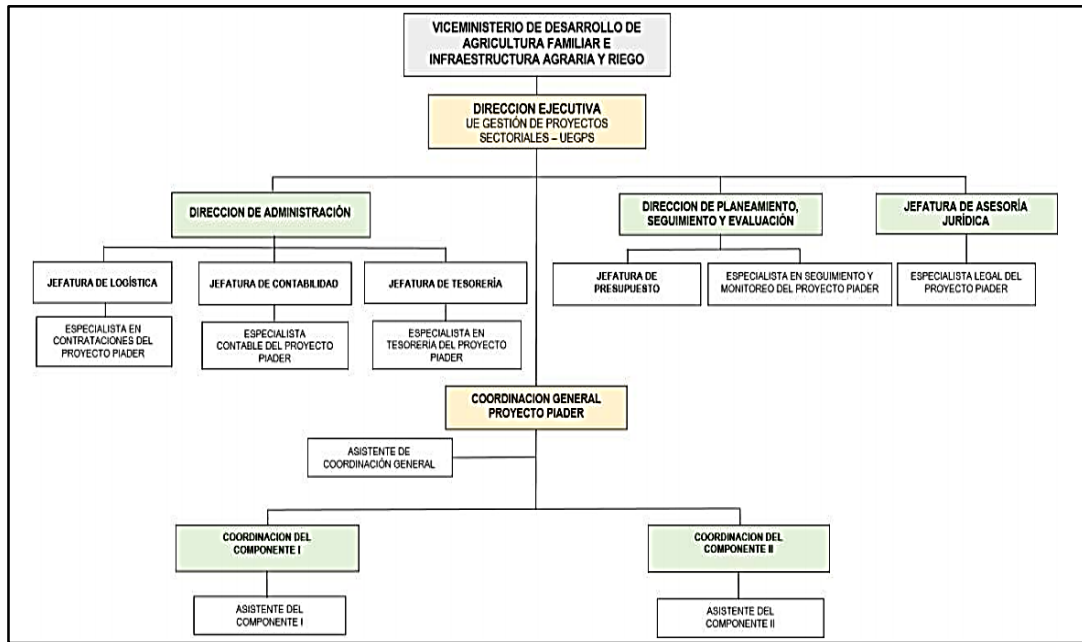 VICEMINISTERIO DE DESARROLLO DE
AGRICULTURA FAMILIAR E
INFRAESTRUCTURA AGRARIA Y RIEGO
DIRECCION EJECUTIVA
UE GESTIÓN DE PROYECTOS
SECTORIALES – UEGPS
DIRECCION DE ADMINISTRACIÓN
DIRECCION DE PLANEAMIENTO,
SEGUIMIENTO Y EVALUACIÓN
JEFATURA DE ASESORÍA
JURÍDICA
JEFATURA DE LOGÍSTICA
JEFATURA DE CONTABILIDAD
JEFATURA DE TESORERÍA
JEFATURA DE
PRESUPUESTO
ESPECIALISTA EN SEGUIMIENTO Y
MONITOREO DEL PROYECTO PIADER
ESPECIALISTA LEGAL DEL
PROYECTO PIADER
ESPECIALISTA EN
CONTRATACIONES DEL
PROYECTO PIADER
ESPECIALISTA
CONTABLE DEL PROYECTO
PIADER
ESPECIALISTA EN
TESORERÍA DEL PROYECTO
PIADER
COORDINACION GENERAL
PROYECTO PIADER
ASISTENTE DE
COORDINACIÓN GENERAL
COORDINACION DEL
COMPONENTE I
COORDINACION DEL
COMPONENTE II
ASISTENTE DEL
COMPONENTE I
ASISTENTE DEL
COMPONENTE II